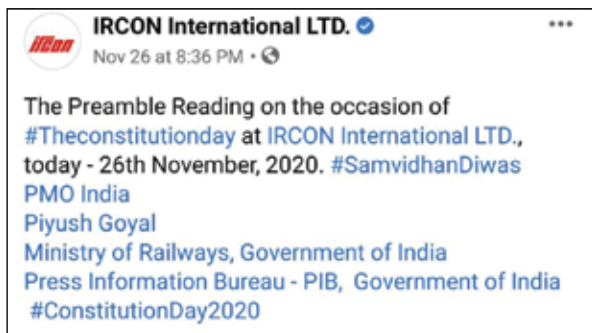 ircon
IRCON International LTD.
Nov 26 at 8:36 PM ·
The Preamble Reading on the occasion of
#Theconstitutionday at IRCON International LTD.,
today - 26th November, 2020. #SamvidhanDiwas
PMO India
Piyush Goyal
Ministry of Railways, Government of India
Press Information Bureau - PIB, Government of India
#ConstitutionDay2020